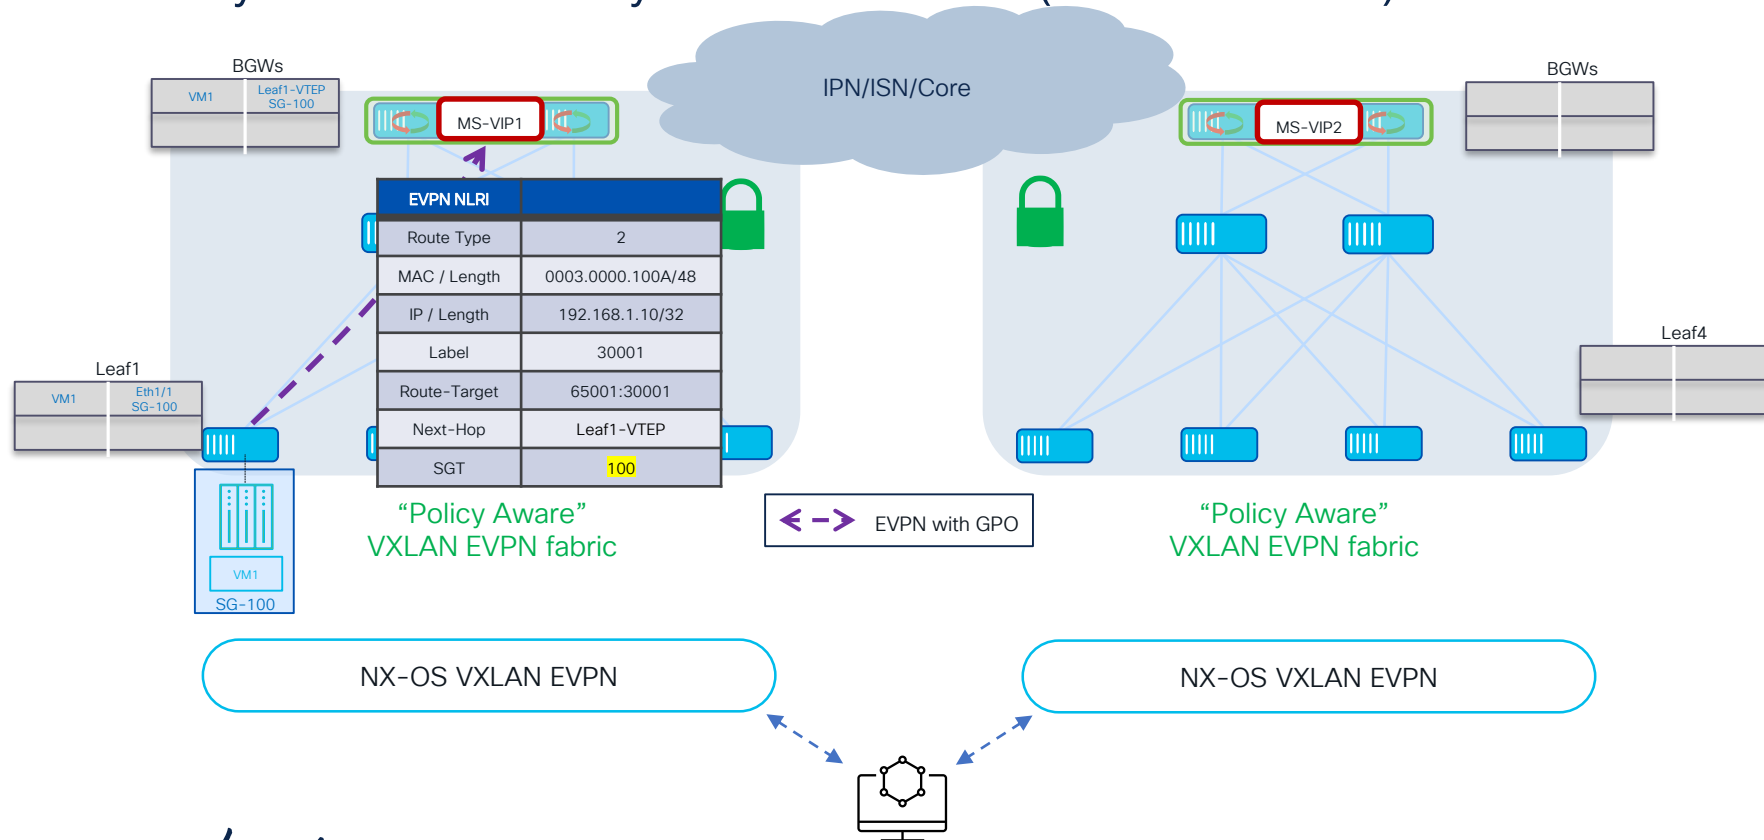 IPN/ISN/Core
BGWs
VM1
Leaf1-VTEP
SG-100
MS-VIP1
MS-VIP2
BGWs
EVPN NLRI
Route Type 2
MAC / Length 0003.0000.100A/48
IP / Length 192.168.1.10/32
Label 30001
Route-Target 65001:30001
Next-Hop Leaf1-VTEP
SGT 100
Leaf1
VM1
Eth1/1
SG-100
Leaf4
VM1
SG-100
“Policy Aware”
VXLAN EVPN fabric
EVPN with GPO
“Policy Aware”
VXLAN EVPN fabric
NX-OS VXLAN EVPN
NX-OS VXLAN EVPN